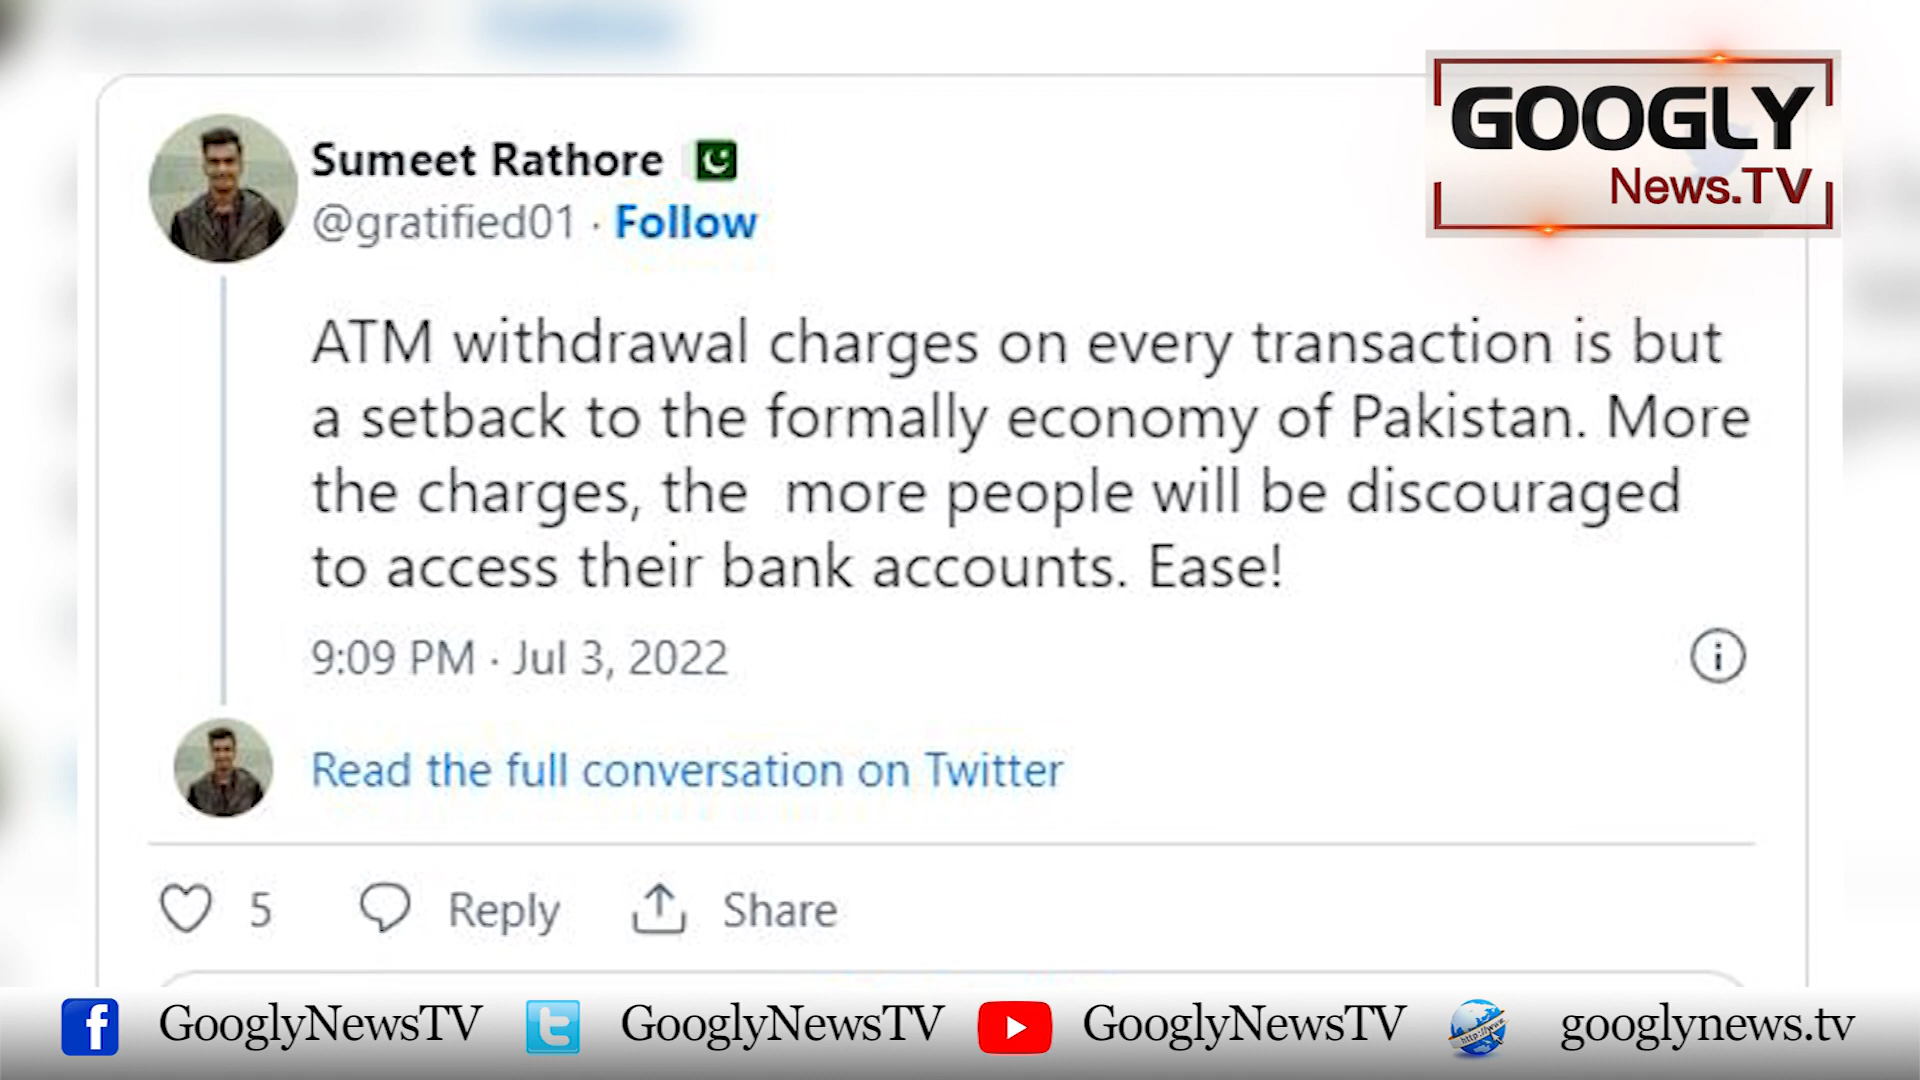 GOOGLY
News.TV
Sumeet Rathore
@gratified01 · Follow
ATM withdrawal charges on every transaction is but
a setback to the formally economy of Pakistan. More
the charges, the  more people will be discouraged
to access their bank accounts. Ease!
9:09 PM · Jul 3, 2022
Read the full conversation on Twitter
5 Reply Share
GooglyNewsTV GooglyNewsTV GooglyNewsTV googlynews.tv